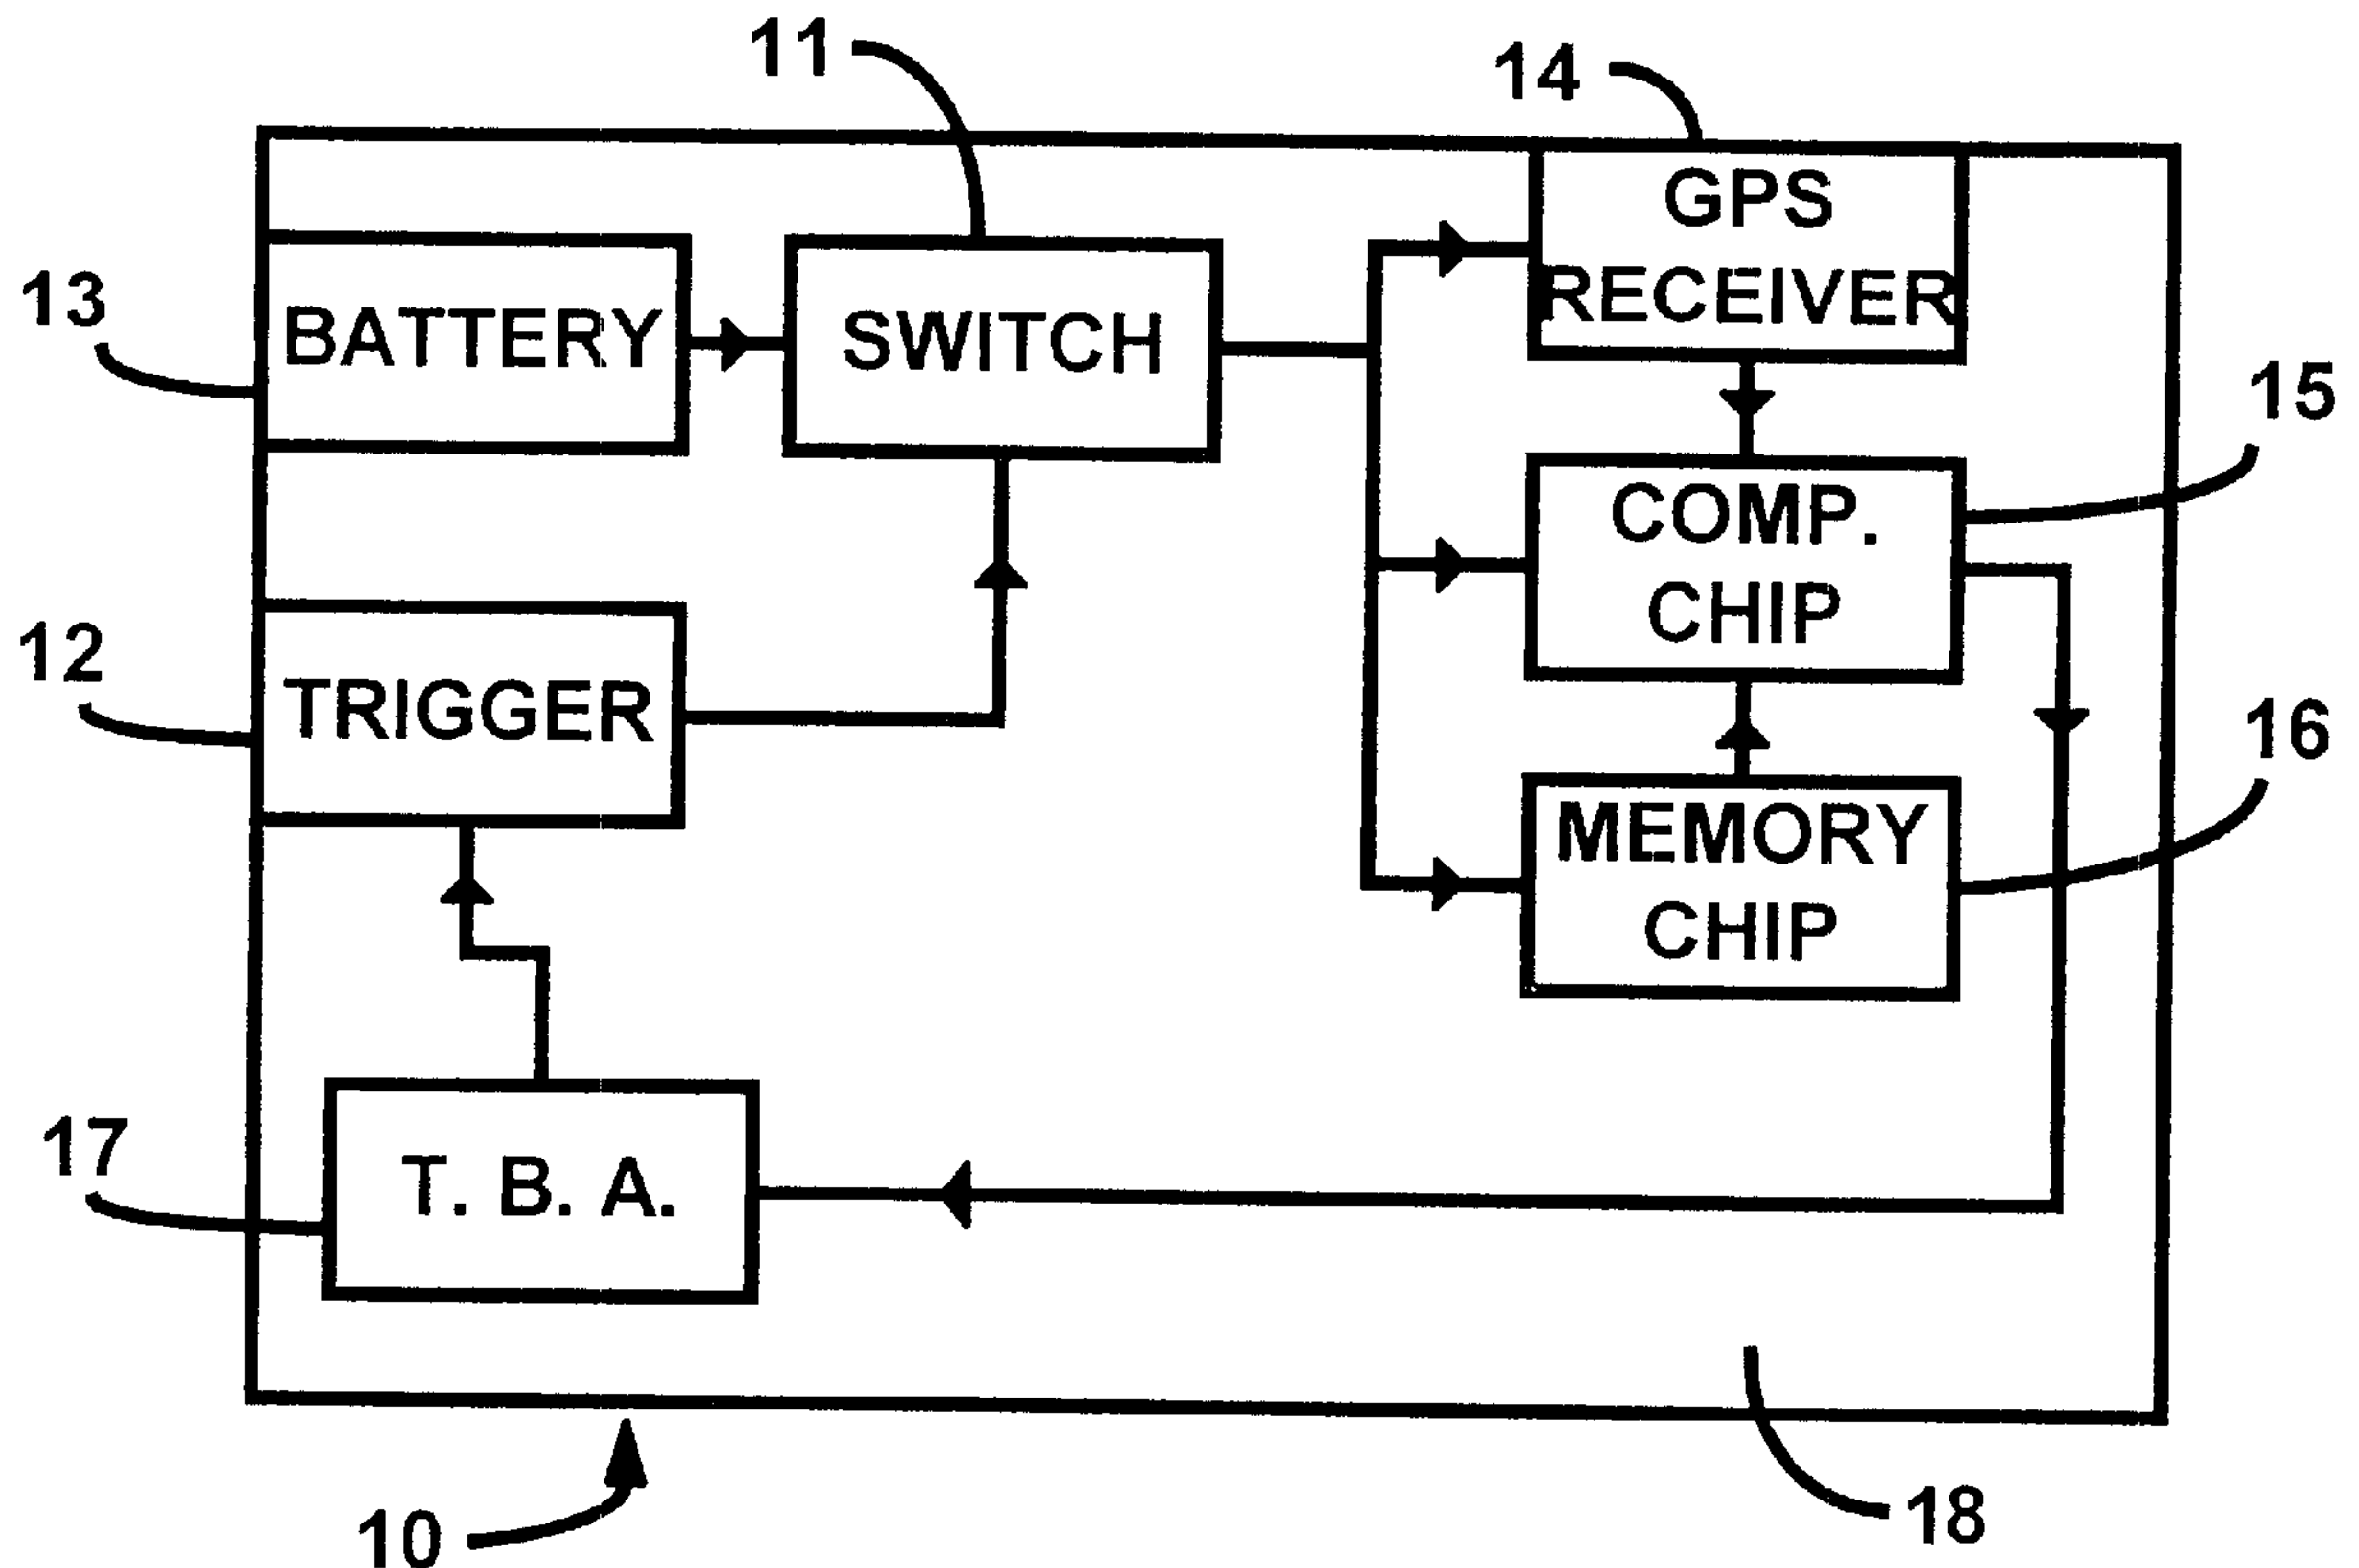 11
14
GPS
RECEIVER
13
BATTERY
SWITCH
15
COMP.
CHIP
12
TRIGGER
16
MEMORY
CHIP
17
T. B. A.
10
18